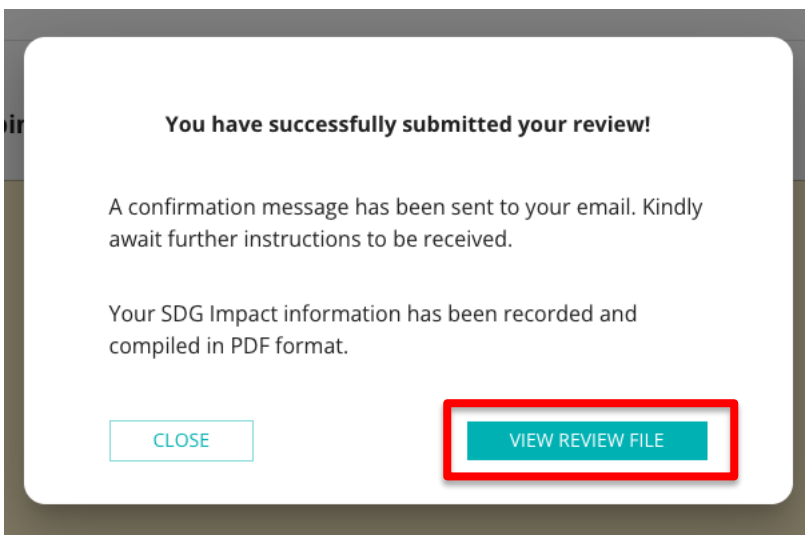 You have successfully submitted your review!
A confirmation message has been sent to your email. Kindly
await further instructions to be received.
Your SDG Impact information has been recorded and
compiled in PDF format.
CLOSE
VIEW REVIEW FILE